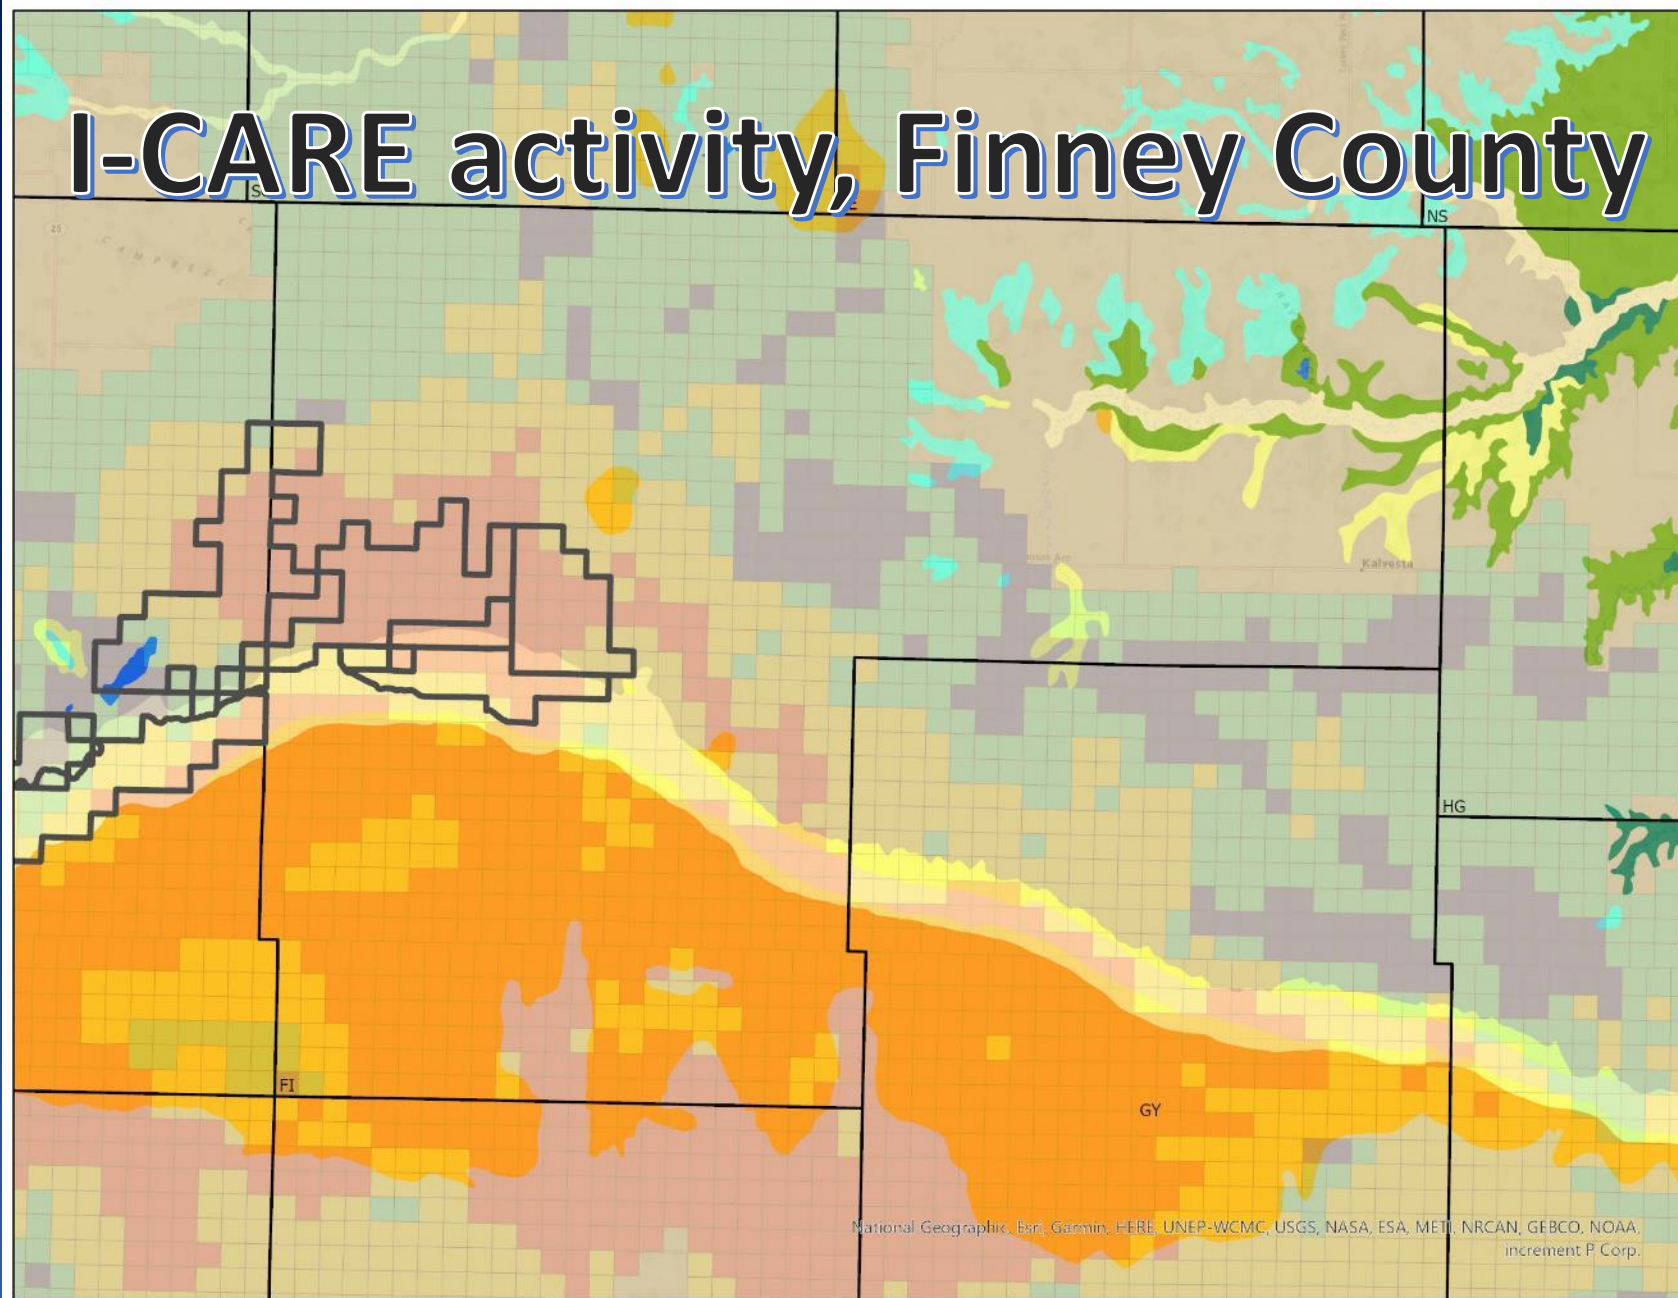 I-CARE activity, Finney County
NS
25
Kalvesta
HG
FI
GY
National Geographic, Esri, Garmin, HERE, UNEP-WCMC, USGS, NASA, ESA, METI, NRCAN, GEBCO, NOAA,
increment P Corp.